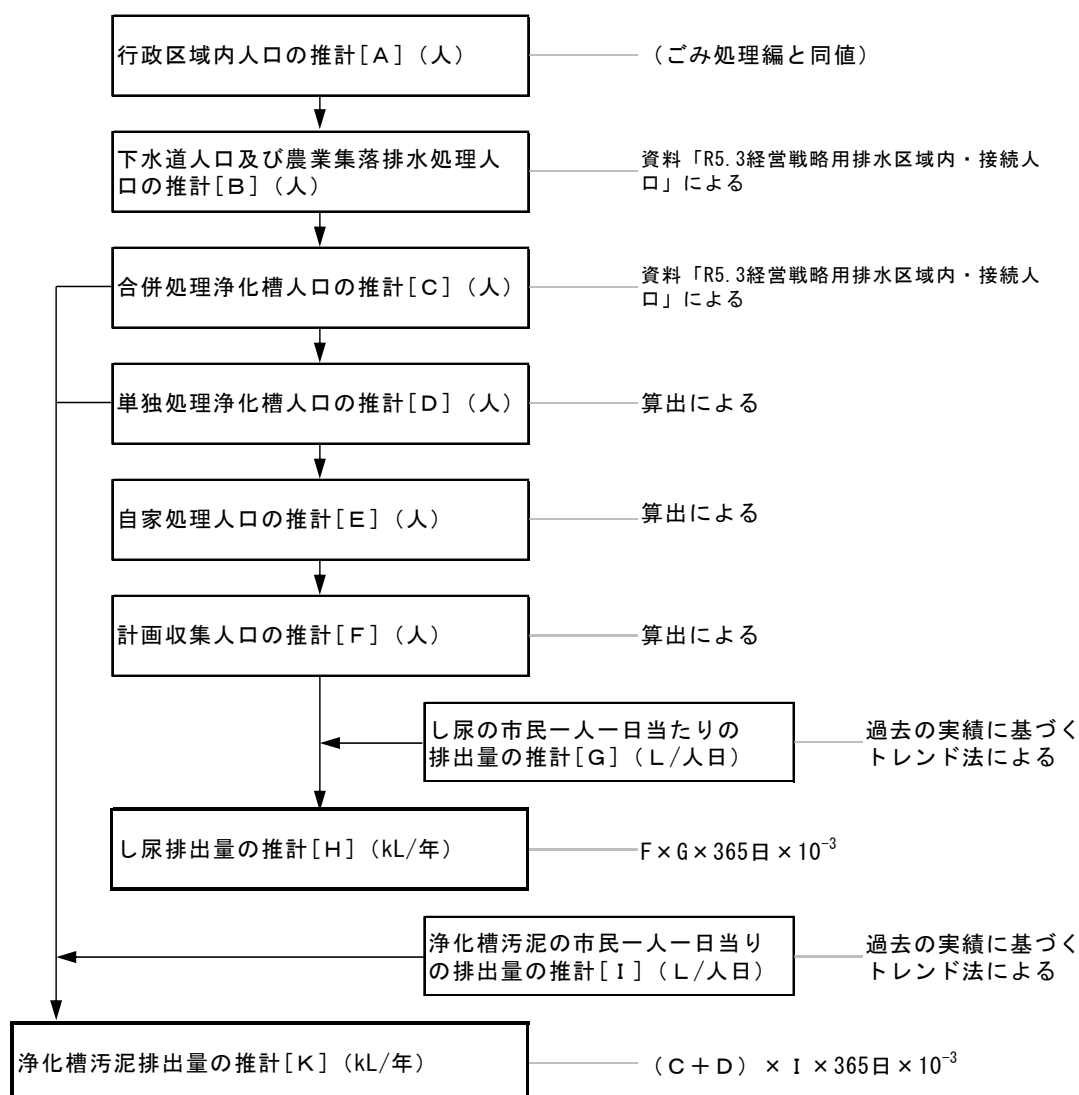 行政区域内人口の推計[A](人)
(ごみ処理編と同値)
下水道人口及び農業集落排水処理人
口の推計[B](人)
資料「R5.3経営戦略用排水区域内・接続人
口」による
合併処理浄化槽人口の推計[C](人)
資料「R5.3経営戦略用排水区域内・接続人
口」による
単独処理浄化槽人口の推計[D](人)
算出による
自家処理人口の推計[E](人)
算出による
計画収集人口の推計[F](人)
算出による
し尿の市民一人一日当たりの
排出量の推計[G](L/人日)
過去の実績に基づく
トレンド法による
し尿排出量の推計[H](kL/年)
F×G×365日×10⁻³
浄化槽汚泥の市民一人一日当り
の排出量の推計[I](L/人日)
過去の実績に基づく
トレンド法による
浄化槽汚泥排出量の推計[K](kL/年)
(C+D)×I×365日×10⁻³